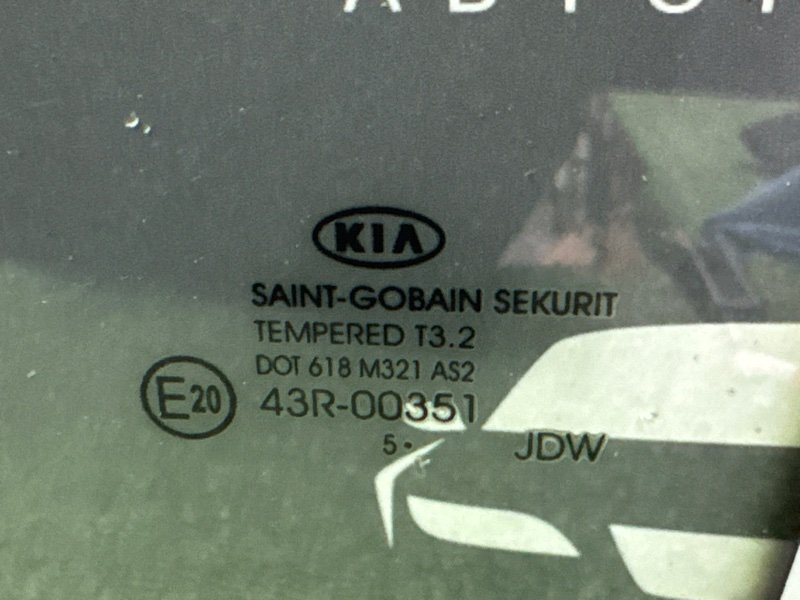 KIA
SAINT-GOBAIN SEKURIT
TEMPERED T3.2
DOT 618 M321 AS2
E20 43R-00351
5• JDW